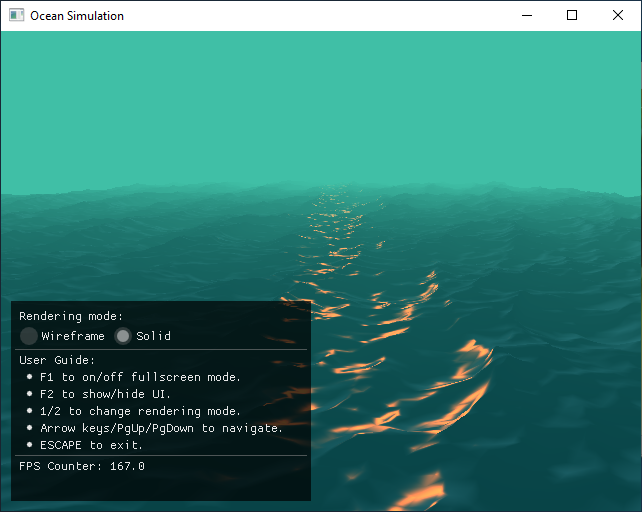 Ocean Simulation
Rendering mode:
Wireframe Solid
User Guide:
F1 to on/off fullscreen mode.
F2 to show/hide UI.
1/2 to change rendering mode.
Arrow keys/PgUp/PgDown to navigate.
ESCAPE to exit.
FPS Counter: 167.0